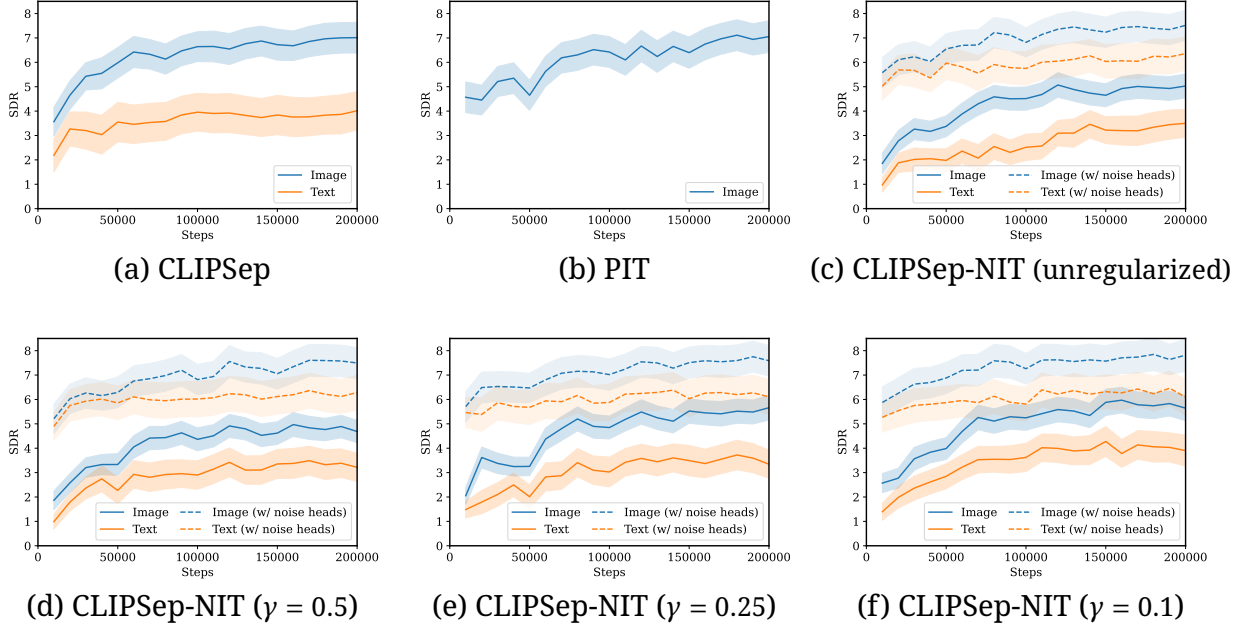 8
7
6
5
4
3
2
1
0
SDR
0 50000 100000 150000 200000
Steps
Image
Text
(a) CLIPSep
8
7
6
5
4
3
2
1
0
SDR
0 50000 100000 150000 200000
Steps
Image
(b) PIT
8
7
6
5
4
3
2
1
0
SDR
0 50000 100000 150000 200000
Steps
Image Image (w/ noise heads)
Text Text (w/ noise heads)
(c) CLIPSep-NIT (unregularized)
8
7
6
5
4
3
2
1
0
SDR
0 50000 100000 150000 200000
Steps
Image Image (w/ noise heads)
Text Text (w/ noise heads)
(d) CLIPSep-NIT (γ = 0.5)
8
7
6
5
4
3
2
1
0
SDR
0 50000 100000 150000 200000
Steps
Image Image (w/ noise heads)
Text Text (w/ noise heads)
(e) CLIPSep-NIT (γ = 0.25)
8
7
6
5
4
3
2
1
0
SDR
0 50000 100000 150000 200000
Steps
Image Image (w/ noise heads)
Text Text (w/ noise heads)
(f) CLIPSep-NIT (γ = 0.1)